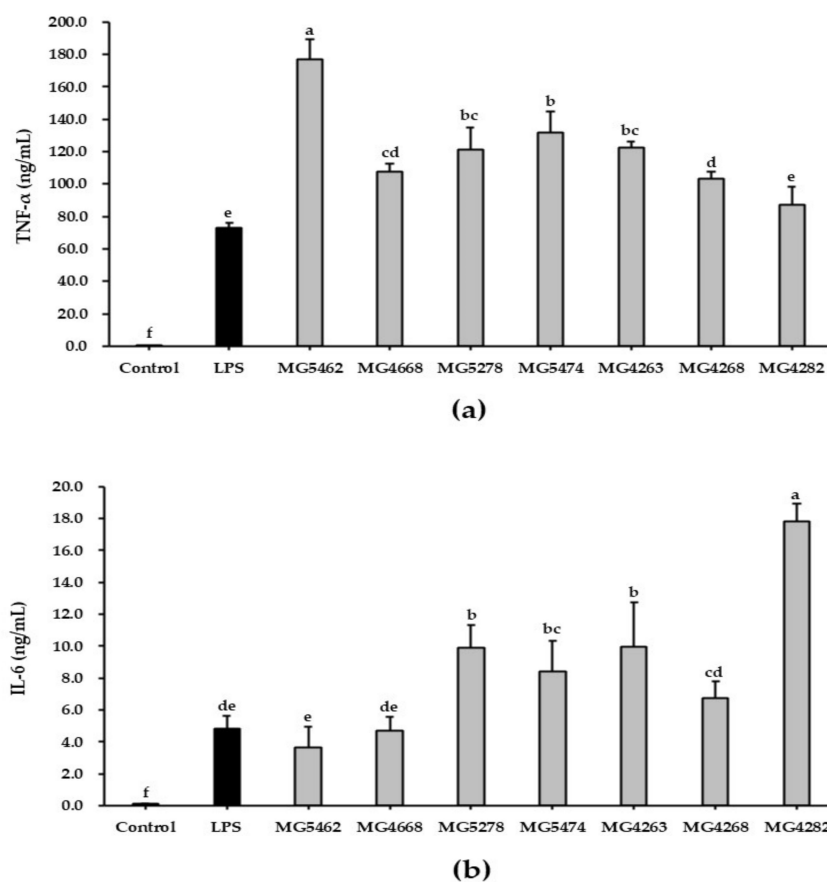 200.0
180.0
160.0
140.0
120.0
100.0
80.0
60.0
40.0
20.0
0.0
TNF-α (ng/mL)
f e a cd bc b bc d e
Control LPS MG5462 MG4668 MG5278 MG5474 MG4263 MG4268 MG4282
(a)
20.0
18.0
16.0
14.0
12.0
10.0
8.0
6.0
4.0
2.0
0.0
IL-6 (ng/mL)
f de e de b bc b cd a
Control LPS MG5462 MG4668 MG5278 MG5474 MG4263 MG4268 MG4282
(b)